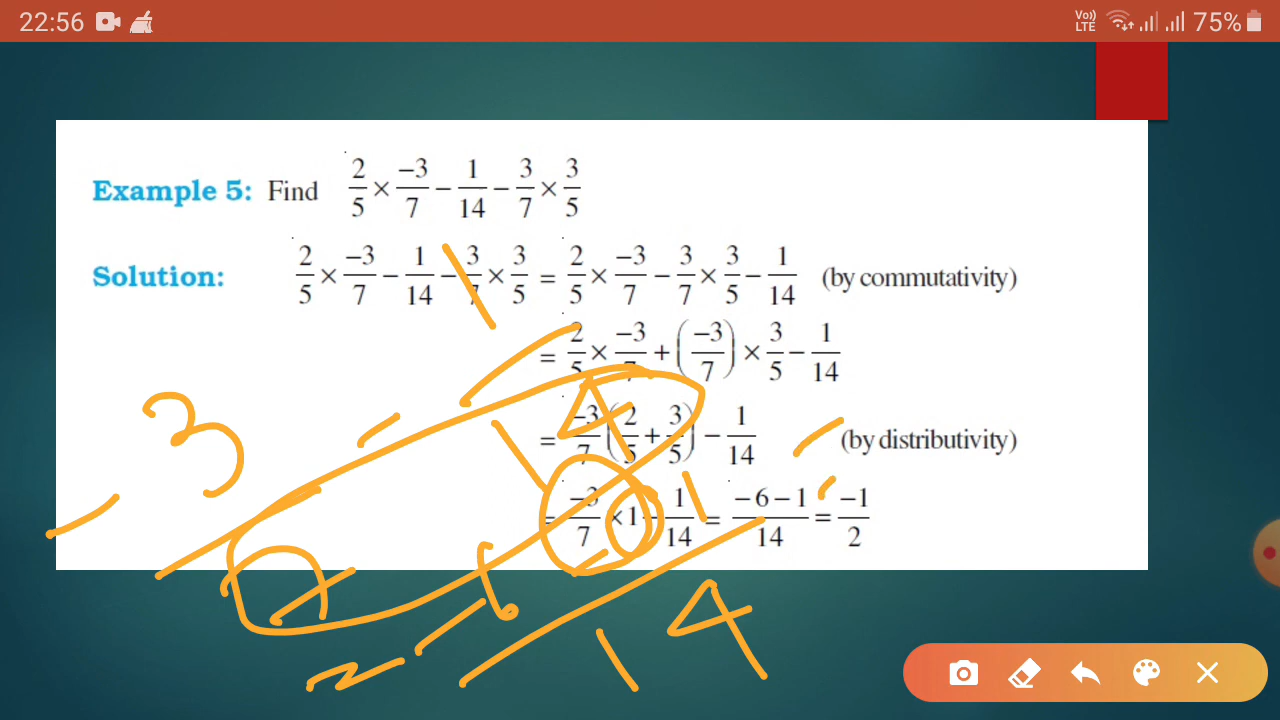 22:56 Vo)) LTE 75%
Example 5: Find 2/5 × -3/7 - 1/14 - 3/7 × 3/5
Solution: 2/5 × -3/7 - 1/14 - 3/7 × 3/5 = 2/5 × -3/7 - 3/7 × 3/5 - 1/14 (by commutativity)
= 2/5 × -3/7 + (-3/7) × 3/5 - 1/14
= -3/7 (2/5 + 3/5) - 1/14 (by distributivity)
= -3/7 × 1 - 1/14 = -6-1/14 = -1/2